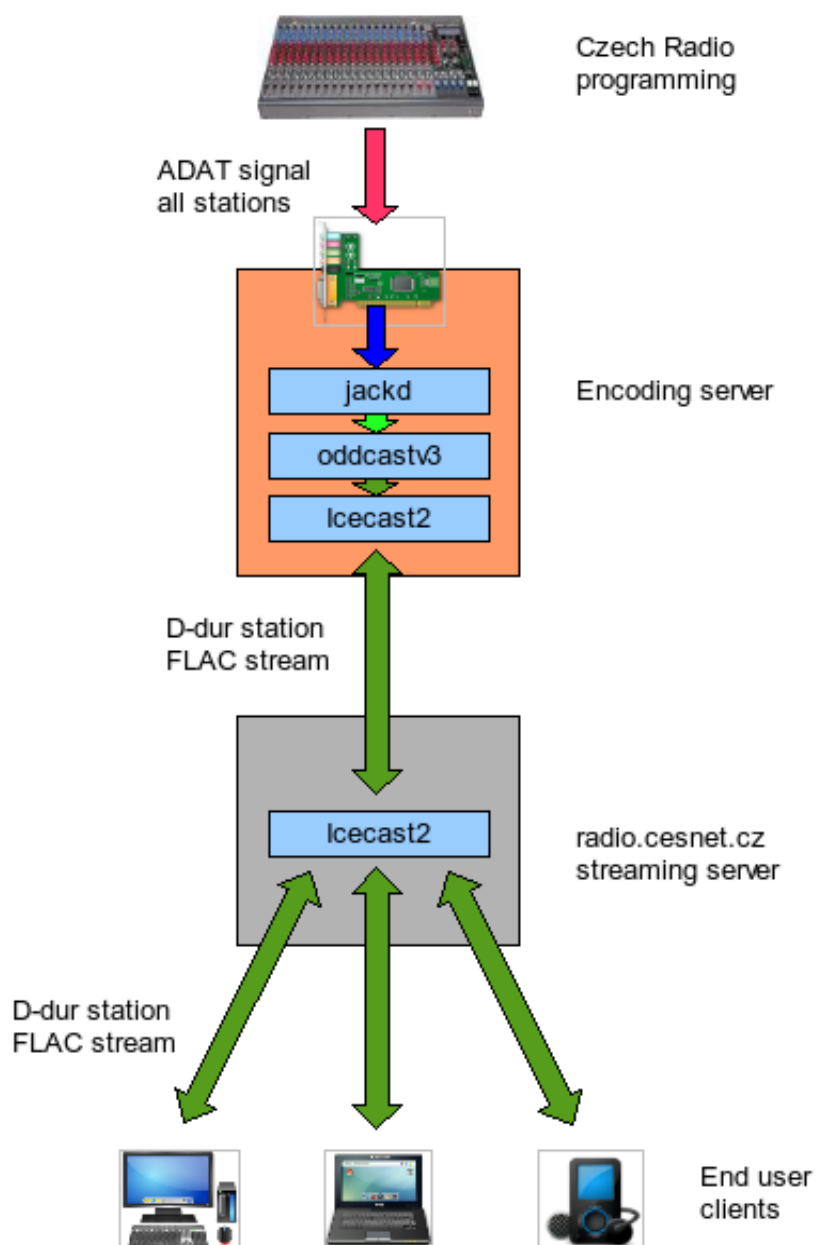 Czech Radio
programming
ADAT signal
all stations
jackd
Encoding server
oddcastv3
Icecast2
D-dur station
FLAC stream
Icecast2
radio.cesnet.cz
streaming server
D-dur station
FLAC stream
End user
clients